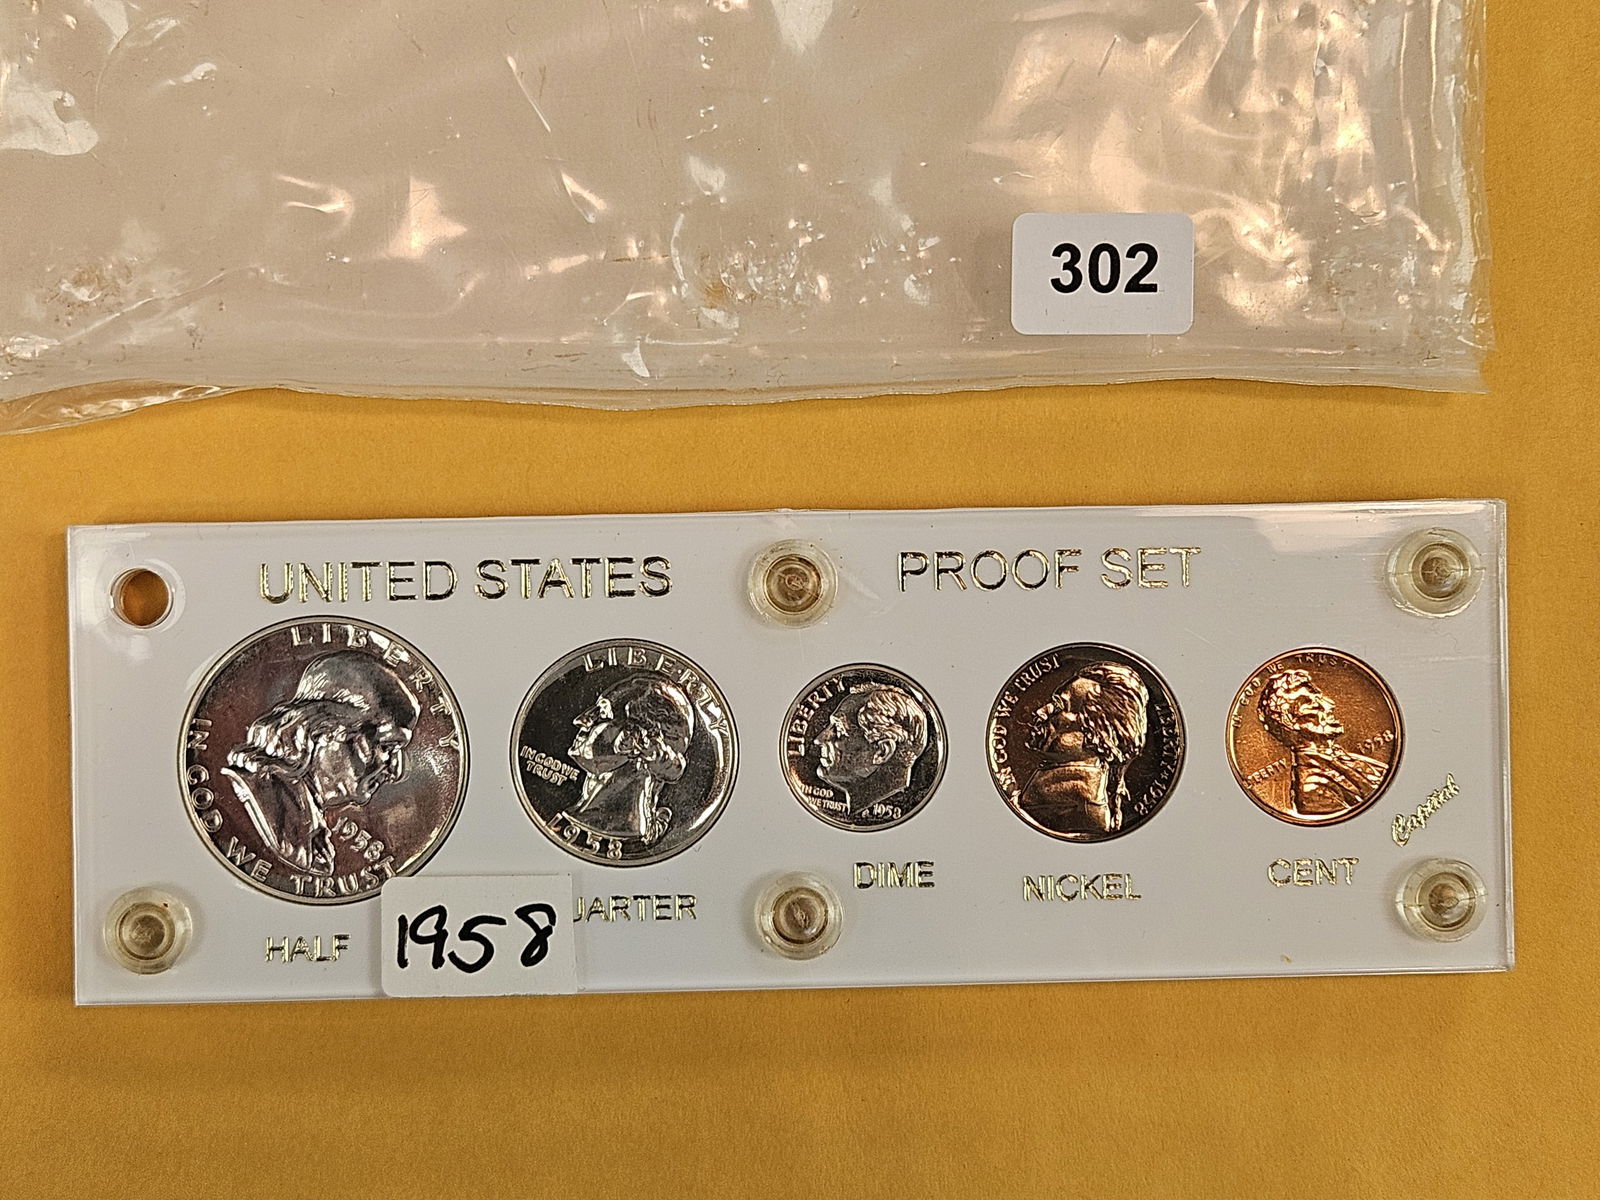 302
UNITED STATES PROOF SET
LIBERTY
IN GOD WE TRUST
1958
LIBERTY
IN GOD WE
TRUST
1958
LIBERTY
IN GOD
WE TRUST
1958
IN GOD WE TRUST
LIBERTY ★ 1958
IN GOD WE TRUST
LIBERTY
1958
Capital
HALF
1958
UARTER
DIME
NICKEL
CENT